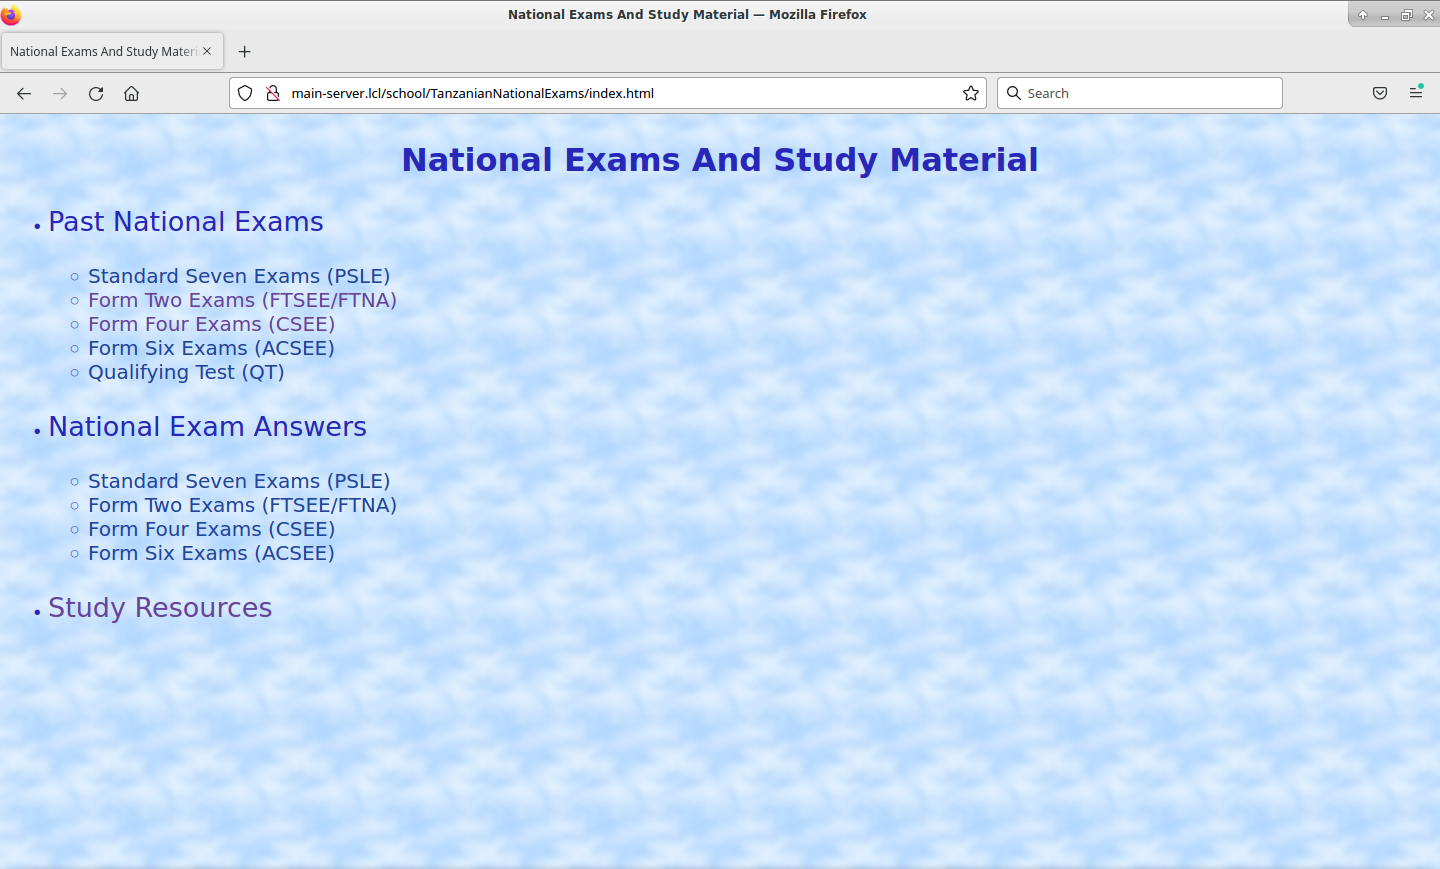 National Exams And Study Material — Mozilla Firefox
National Exams And Study Materi
main-server.lcl/school/TanzanianNationalExams/index.html
Search
National Exams And Study Material
Past National Exams
Standard Seven Exams (PSLE)
Form Two Exams (FTSEE/FTNA)
Form Four Exams (CSEE)
Form Six Exams (ACSEE)
Qualifying Test (QT)
National Exam Answers
Standard Seven Exams (PSLE)
Form Two Exams (FTSEE/FTNA)
Form Four Exams (CSEE)
Form Six Exams (ACSEE)
Study Resources